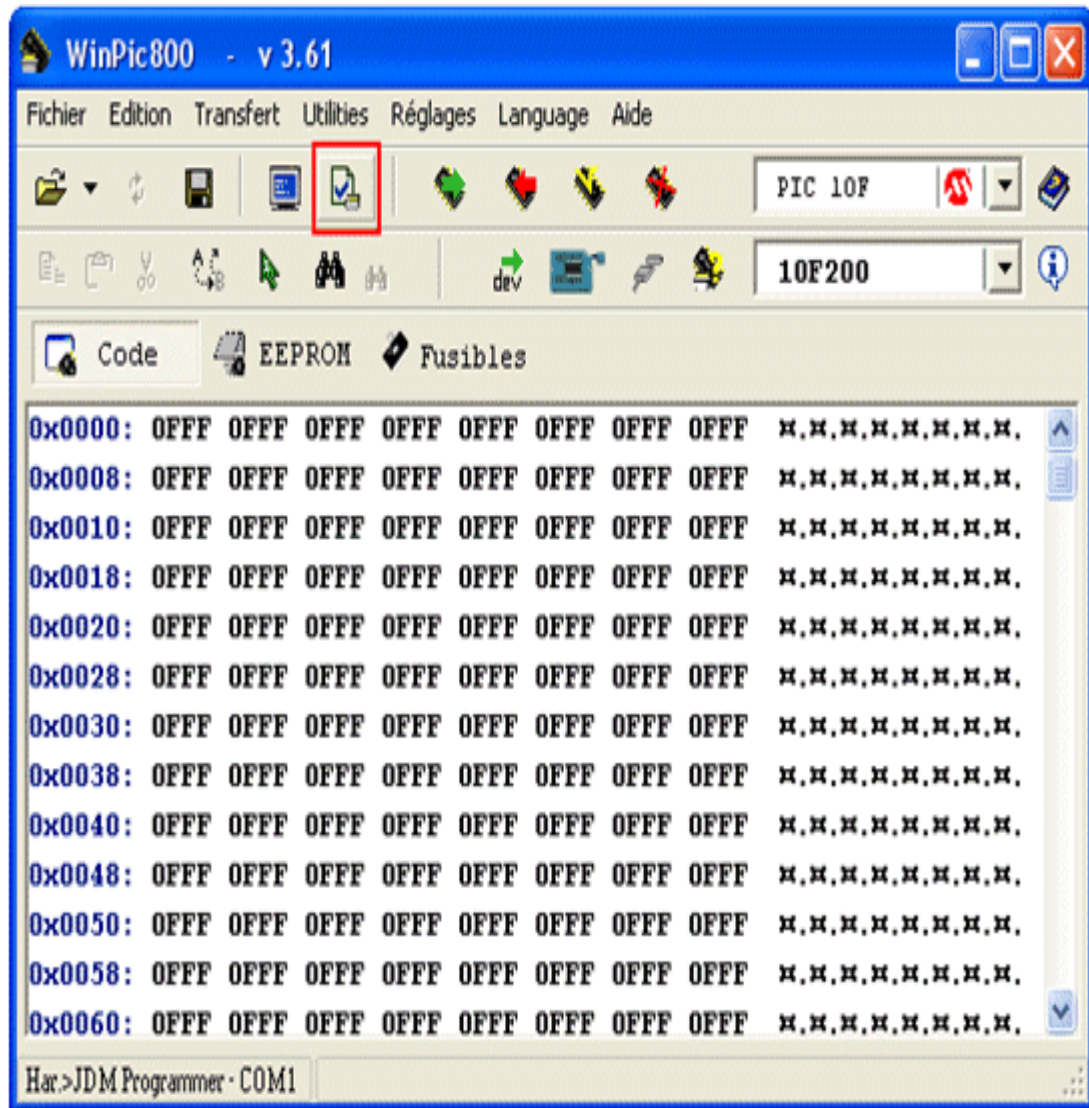 WinPic800 - v 3.61
Fichier Edition Transfert Utilities Réglages Language Aide
PIC 10F
dev 10F200
Code EEPROM Fusibles
0x0000: 0FFF 0FFF 0FFF 0FFF 0FFF 0FFF 0FFF 0FFF ¤.¤.¤.¤.¤.¤.¤.¤.
0x0008: 0FFF 0FFF 0FFF 0FFF 0FFF 0FFF 0FFF 0FFF ¤.¤.¤.¤.¤.¤.¤.¤.
0x0010: 0FFF 0FFF 0FFF 0FFF 0FFF 0FFF 0FFF 0FFF ¤.¤.¤.¤.¤.¤.¤.¤.
0x0018: 0FFF 0FFF 0FFF 0FFF 0FFF 0FFF 0FFF 0FFF ¤.¤.¤.¤.¤.¤.¤.¤.
0x0020: 0FFF 0FFF 0FFF 0FFF 0FFF 0FFF 0FFF 0FFF ¤.¤.¤.¤.¤.¤.¤.¤.
0x0028: 0FFF 0FFF 0FFF 0FFF 0FFF 0FFF 0FFF 0FFF ¤.¤.¤.¤.¤.¤.¤.¤.
0x0030: 0FFF 0FFF 0FFF 0FFF 0FFF 0FFF 0FFF 0FFF ¤.¤.¤.¤.¤.¤.¤.¤.
0x0038: 0FFF 0FFF 0FFF 0FFF 0FFF 0FFF 0FFF 0FFF ¤.¤.¤.¤.¤.¤.¤.¤.
0x0040: 0FFF 0FFF 0FFF 0FFF 0FFF 0FFF 0FFF 0FFF ¤.¤.¤.¤.¤.¤.¤.¤.
0x0048: 0FFF 0FFF 0FFF 0FFF 0FFF 0FFF 0FFF 0FFF ¤.¤.¤.¤.¤.¤.¤.¤.
0x0050: 0FFF 0FFF 0FFF 0FFF 0FFF 0FFF 0FFF 0FFF ¤.¤.¤.¤.¤.¤.¤.¤.
0x0058: 0FFF 0FFF 0FFF 0FFF 0FFF 0FFF 0FFF 0FFF ¤.¤.¤.¤.¤.¤.¤.¤.
0x0060: 0FFF 0FFF 0FFF 0FFF 0FFF 0FFF 0FFF 0FFF ¤.¤.¤.¤.¤.¤.¤.¤.
Har.>JDM Programmer - COM1